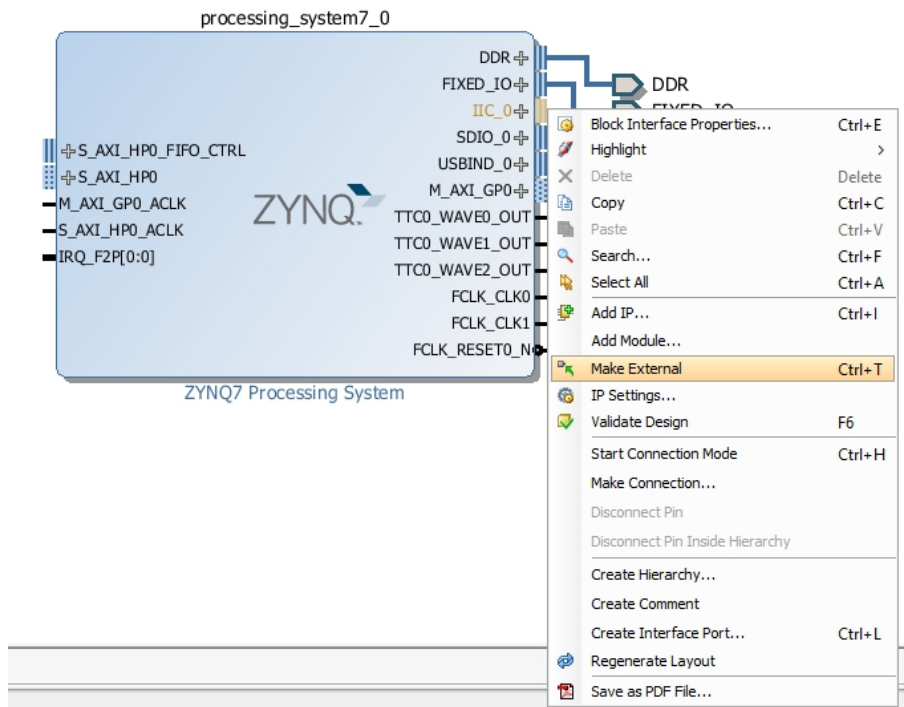 processing_system7_0
DDR
FIXED_IO
IIC_0
SDIO_0
USBIND_0
M_AXI_GP0
TTC0_WAVE0_OUT
TTC0_WAVE1_OUT
TTC0_WAVE2_OUT
FCLK_CLK0
FCLK_CLK1
FCLK_RESET0_N
S_AXI_HP0_FIFO_CTRL
S_AXI_HP0
M_AXI_GP0_ACLK
S_AXI_HP0_ACLK
IRQ_F2P[0:0]
ZYNQ
ZYNQ7 Processing System
DDR
FIXED_IO
Block Interface Properties... Ctrl+E
Highlight >
Delete Delete
Copy Ctrl+C
Paste Ctrl+V
Search... Ctrl+F
Select All Ctrl+A
Add IP... Ctrl+I
Add Module...
Make External Ctrl+T
IP Settings...
Validate Design F6
Start Connection Mode Ctrl+H
Make Connection...
Disconnect Pin
Disconnect Pin Inside Hierarchy
Create Hierarchy...
Create Comment
Create Interface Port... Ctrl+L
Regenerate Layout
Save as PDF File...